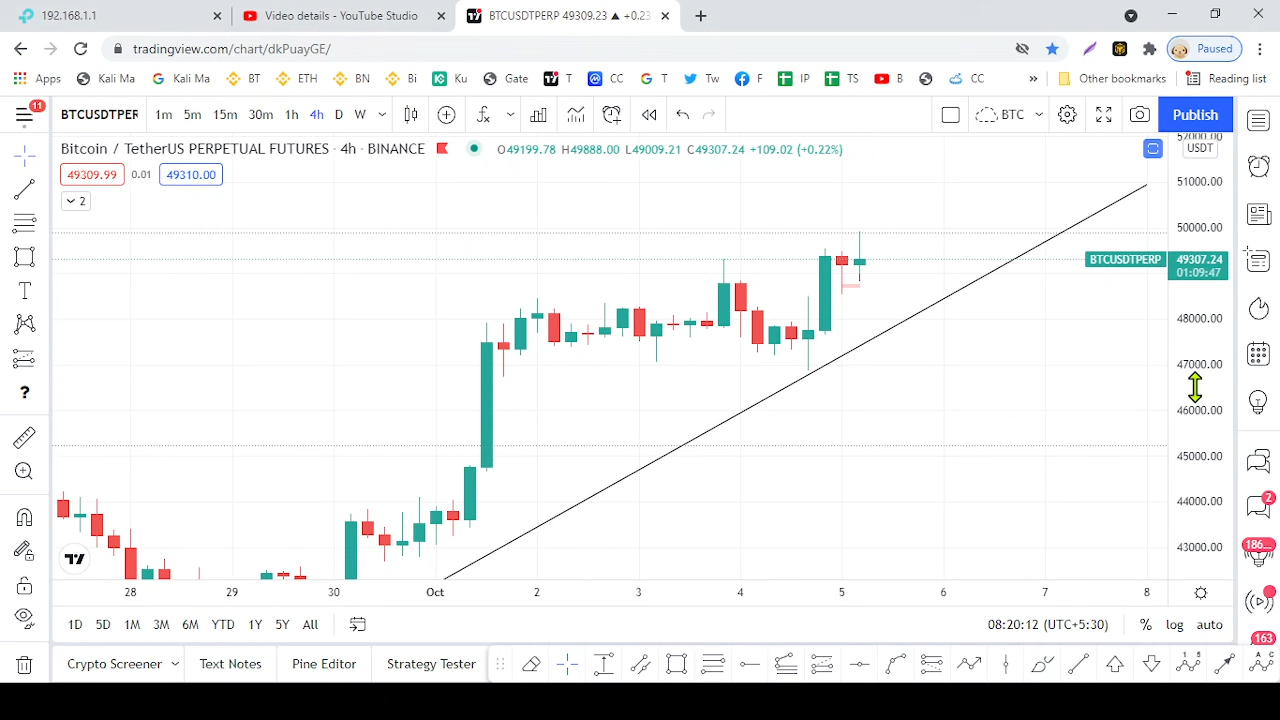 192.168.1.1
Video details - YouTube Studio
BTCUSDTPERP 49309.23 ▲ +0.23
tradingview.com/chart/dkPuayGE/
Paused
Apps Kali Ma Kali Ma BT ETH BN Bi Ku Gate T CC T Tw F IP TS B CC » Other bookmarks Reading list
11
BTCUSDTPER 1m 5m 15m 30m 1h 4h D W BTC Publish
Bitcoin / TetherUS PERPETUAL FUTURES · 4h · BINANCE O49199.78 H49888.00 L49009.21 C49307.24 +109.02 (+0.22%)
49309.99 0.01 49310.00
2
52000.00
USDT
51000.00
50000.00
BTCUSDTPERP 49307.24
01:09:47
48000.00
47000.00
46000.00
45000.00
44000.00
43000.00
28 29 30 Oct 2 3 4 5 6 7 8
1D 5D 1M 3M 6M YTD 1Y 5Y All 08:20:12 (UTC+5:30) % log auto
Crypto Screener Text Notes Pine Editor Strategy Tester
2
186...
163